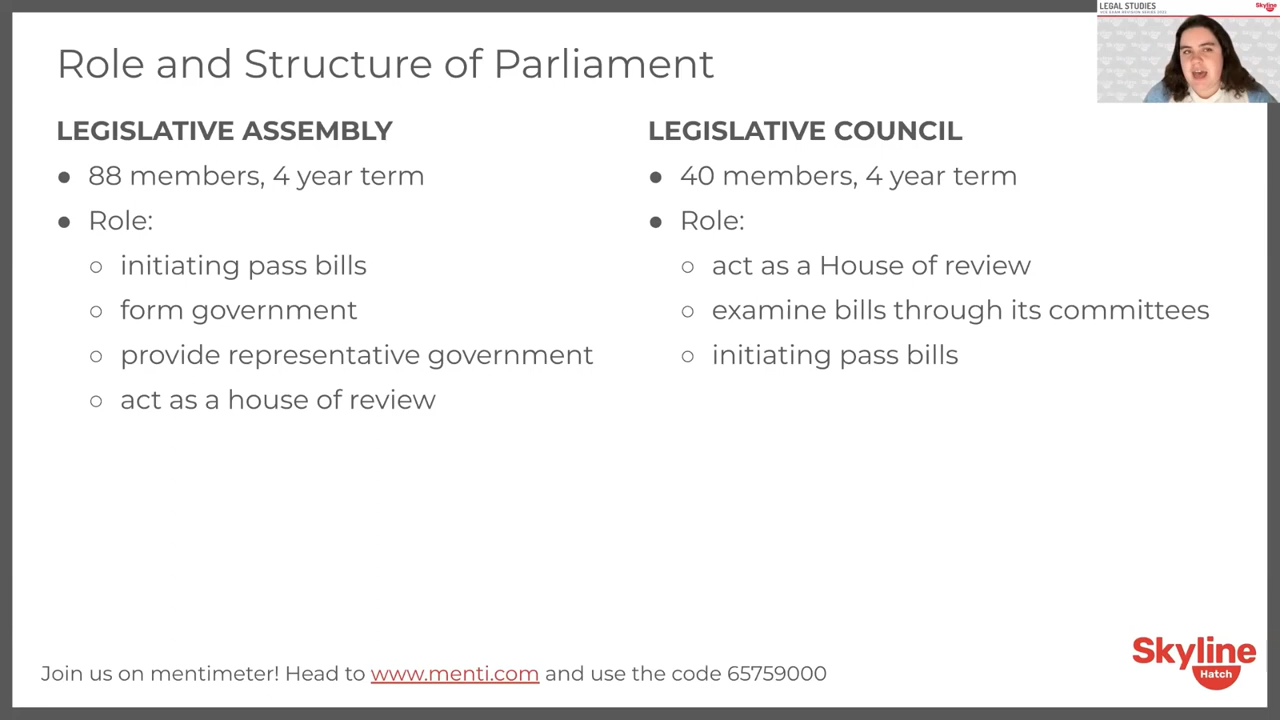 LEGAL STUDIES
Skyline
Role and Structure of Parliament
LEGISLATIVE ASSEMBLY
● 88 members, 4 year term
● Role:
○ initiating pass bills
○ form government
○ provide representative government
○ act as a house of review
LEGISLATIVE COUNCIL
● 40 members, 4 year term
● Role:
○ act as a House of review
○ examine bills through its committees
○ initiating pass bills
Join us on mentimeter! Head to www.menti.com and use the code 65759000
Skyline
Hatch